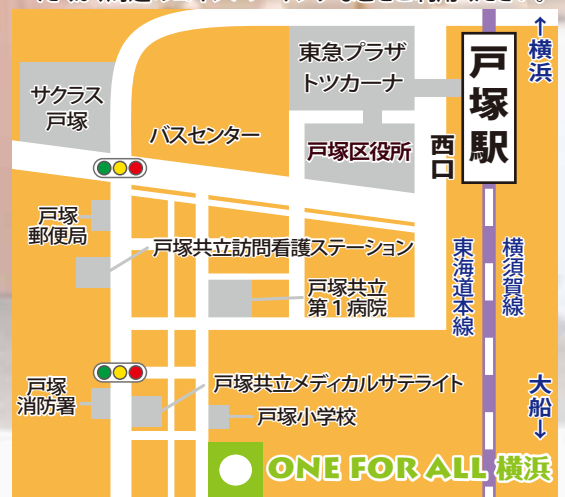 ↑横浜
東急プラザ
トツカーナ
戸塚駅
サクラス
戸塚
バスセンター
戸塚区役所
西口
戸塚
郵便局
戸塚共立訪問看護ステーション
東海道本線
横須賀線
戸塚共立
第1病院
戸塚
消防署
戸塚共立メディカルサテライト
戸塚小学校
大船↓
ONE FOR ALL 横浜